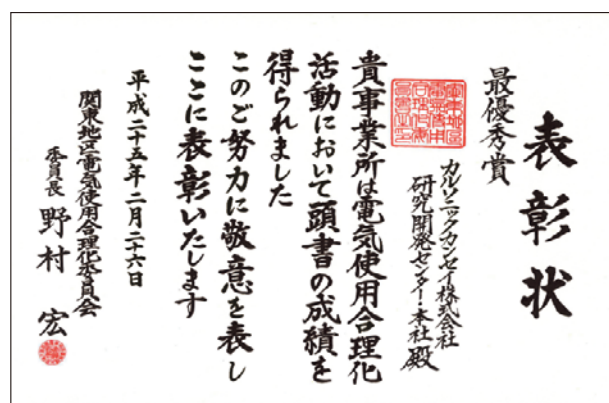 表彰状
最優秀賞
カルソニックカンセイ株式会社
研究開発センター・本社 殿
貴事業所は電気使用合理化
活動において頭書の成績を
得られました
このご努力に敬意を表し
ここに表彰いたします
平成二十五年二月二十六日
関東地区電気使用合理化委員会
委員長 野村 宏